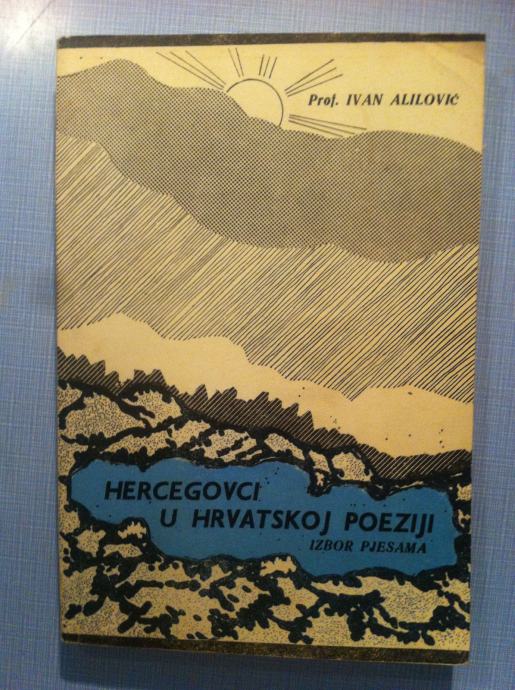 Prof. IVAN ALILOVIĆ
HERCEGOVCI
U HRVATSKOJ POEZIJI
IZBOR PJESAMA